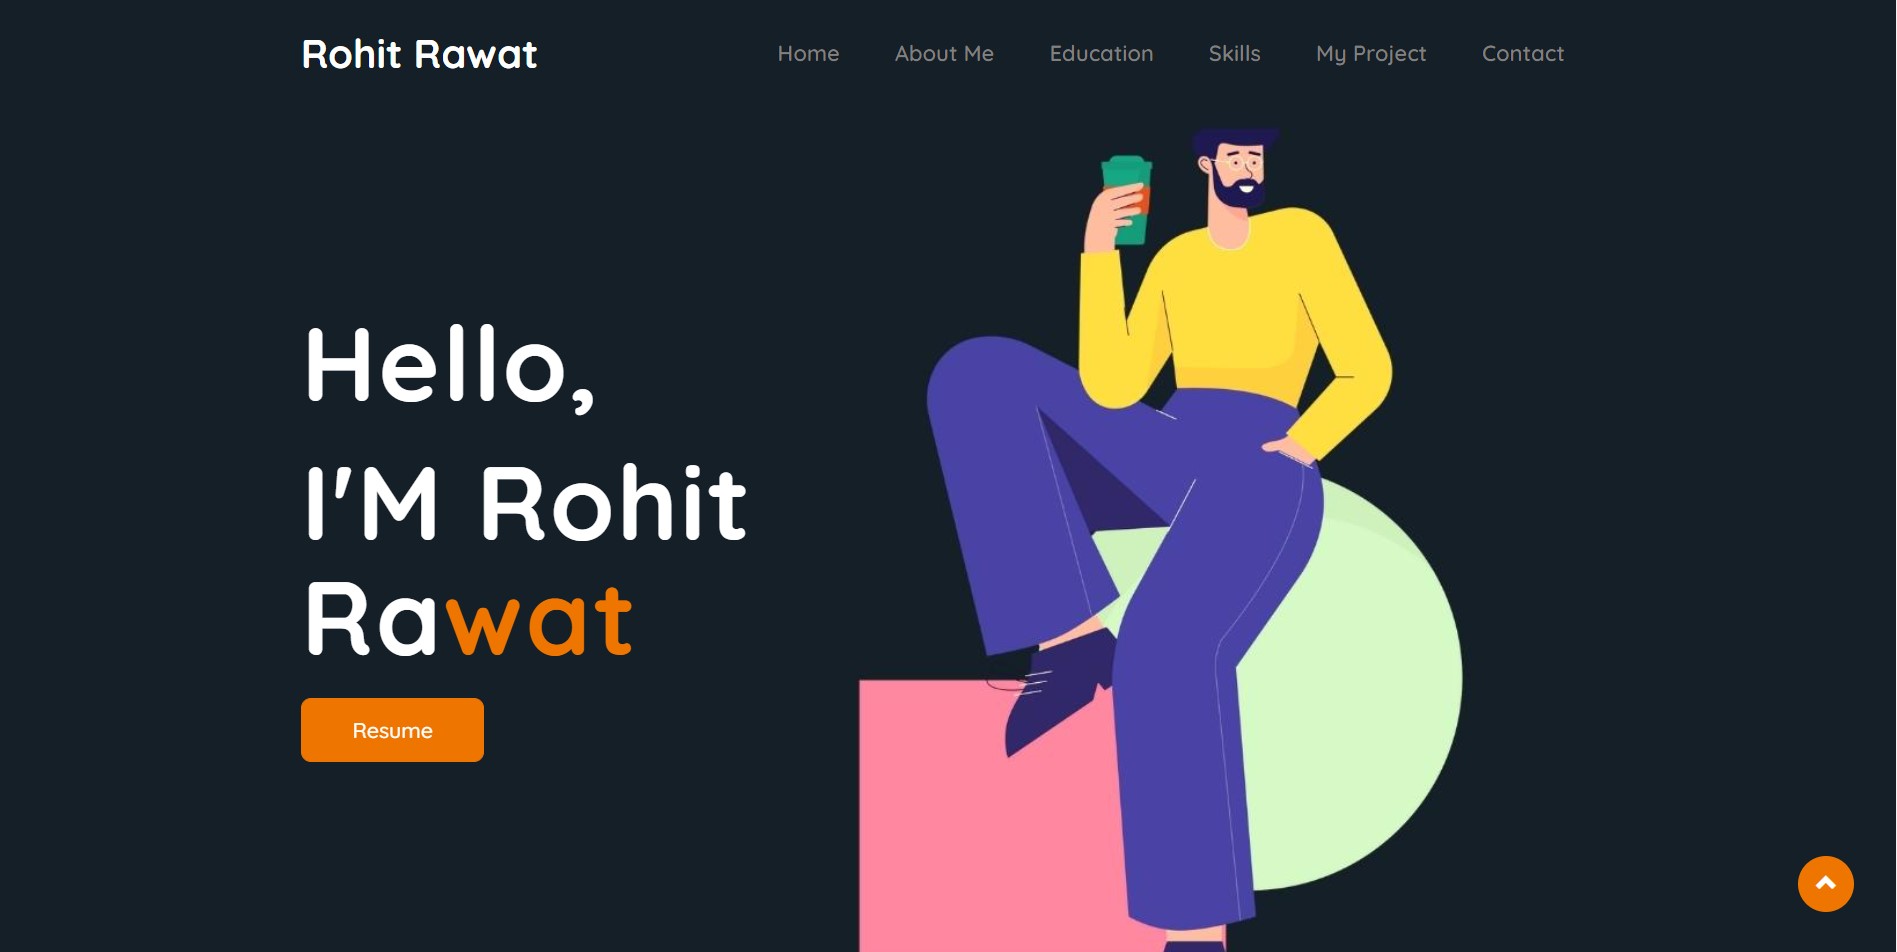 Rohit Rawat
Home About Me Education Skills My Project Contact
Hello,
I'M Rohit
Rawat
Resume